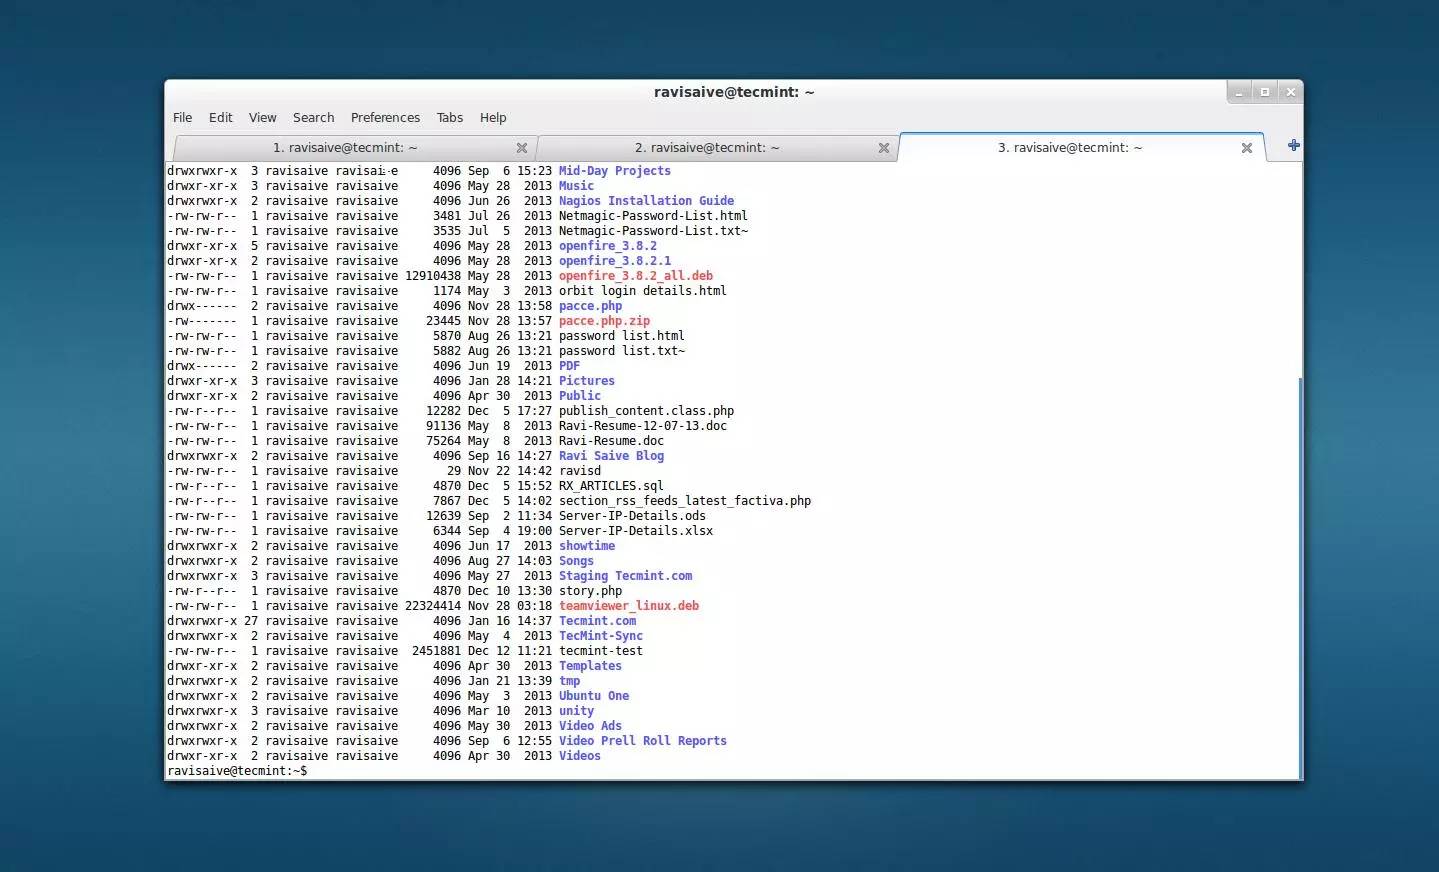 ravisaive@tecmint: ~
File Edit View Search Preferences Tabs Help
1. ravisaive@tecmint: ~ 2. ravisaive@tecmint: ~ 3. ravisaive@tecmint: ~
drwxrwxr-x  3 ravisaive ravisaive     4096 Sep  6 15:23 Mid-Day Projects
drwxr-xr-x  3 ravisaive ravisaive     4096 May 28  2013 Music
drwxrwxr-x  2 ravisaive ravisaive     4096 Jun 26  2013 Nagios Installation Guide
-rw-rw-r--  1 ravisaive ravisaive     3481 Jul 26  2013 Netmagic-Password-List.html
-rw-rw-r--  1 ravisaive ravisaive     3535 Jul  5  2013 Netmagic-Password-List.txt~
drwxr-xr-x  5 ravisaive ravisaive     4096 May 28  2013 openfire_3.8.2
drwxr-xr-x  2 ravisaive ravisaive     4096 May 28  2013 openfire_3.8.2.1
-rw-rw-r--  1 ravisaive ravisaive 12910438 May 28  2013 openfire_3.8.2_all.deb
-rw-rw-r--  1 ravisaive ravisaive     1174 May  3  2013 orbit login details.html
drwx------  2 ravisaive ravisaive     4096 Nov 28 13:58 pacce.php
-rw-------  1 ravisaive ravisaive    23445 Nov 28 13:57 pacce.php.zip
-rw-rw-r--  1 ravisaive ravisaive     5870 Aug 26 13:21 password list.html
-rw-rw-r--  1 ravisaive ravisaive     5882 Aug 26 13:21 password list.txt~
drwx------  2 ravisaive ravisaive     4096 Jun 19  2013 PDF
drwxr-xr-x  3 ravisaive ravisaive     4096 Jan 28 14:21 Pictures
drwxr-xr-x  2 ravisaive ravisaive     4096 Apr 30  2013 Public
-rw-r--r--  1 ravisaive ravisaive    12282 Dec  5 17:27 publish_content.class.php
-rw-rw-r--  1 ravisaive ravisaive    91136 May  8  2013 Ravi-Resume-12-07-13.doc
-rw-rw-r--  1 ravisaive ravisaive    75264 May  8  2013 Ravi-Resume.doc
drwxrwxr-x  2 ravisaive ravisaive     4096 Sep 16 14:27 Ravi Saive Blog
-rw-rw-r--  1 ravisaive ravisaive       29 Nov 22 14:42 ravisd
-rw-r--r--  1 ravisaive ravisaive     4870 Dec  5 15:52 RX_ARTICLES.sql
-rw-r--r--  1 ravisaive ravisaive     7867 Dec  5 14:02 section_rss_feeds_latest_factiva.php
-rw-rw-r--  1 ravisaive ravisaive    12639 Sep  2 11:34 Server-IP-Details.ods
-rw-rw-r--  1 ravisaive ravisaive     6344 Sep  4 19:00 Server-IP-Details.xlsx
drwxrwxr-x  2 ravisaive ravisaive     4096 Jun 17  2013 showtime
drwxrwxr-x  2 ravisaive ravisaive     4096 Aug 27 14:03 Songs
drwxrwxr-x  3 ravisaive ravisaive     4096 May 27  2013 Staging Tecmint.com
-rw-r--r--  1 ravisaive ravisaive     4870 Dec 10 13:30 story.php
-rw-rw-r--  1 ravisaive ravisaive 22324414 Nov 28 03:18 teamviewer_linux.deb
drwxrwxr-x 27 ravisaive ravisaive     4096 Jan 16 14:37 Tecmint.com
drwxrwxr-x  2 ravisaive ravisaive     4096 May  4  2013 TecMint-Sync
-rw-rw-r--  1 ravisaive ravisaive  2451881 Dec 12 11:21 tecmint-test
drwxr-xr-x  2 ravisaive ravisaive     4096 Apr 30  2013 Templates
drwxrwxr-x  2 ravisaive ravisaive     4096 Jan 21 13:39 tmp
drwxrwxr-x  2 ravisaive ravisaive     4096 May  3  2013 Ubuntu One
drwxrwxr-x  3 ravisaive ravisaive     4096 Mar 10  2013 unity
drwxrwxr-x  2 ravisaive ravisaive     4096 May 30  2013 Video Ads
drwxrwxr-x  2 ravisaive ravisaive     4096 Sep  6 12:55 Video Prell Roll Reports
drwxr-xr-x  2 ravisaive ravisaive     4096 Apr 30  2013 Videos
ravisaive@tecmint:~$